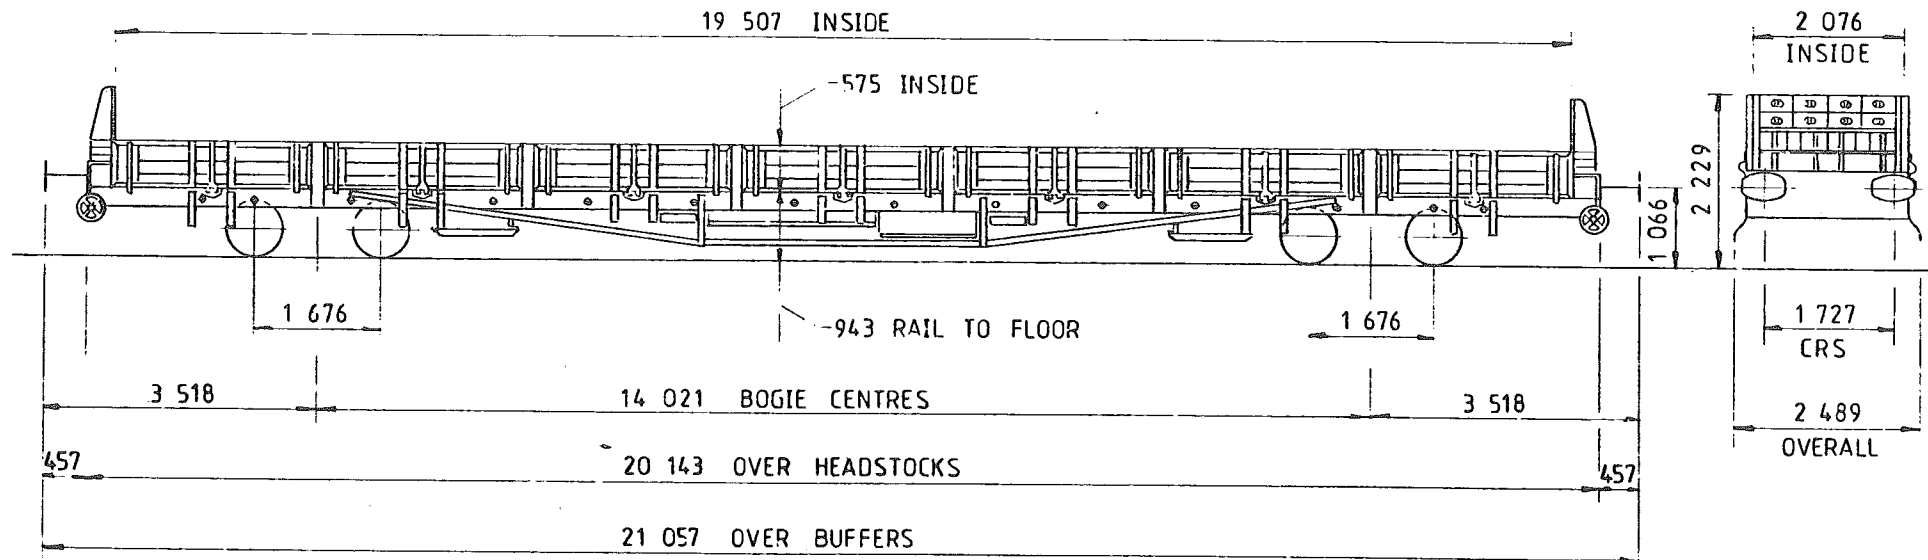 19 507 INSIDE
2 076
INSIDE
-575 INSIDE
2 229
1 066
1 676
-943 RAIL TO FLOOR
1 676
1 727
CRS
3 518
14 021 BOGIE CENTRES
3 518
2 489
OVERALL
457
20 143 OVER HEADSTOCKS
457
21 057 OVER BUFFERS